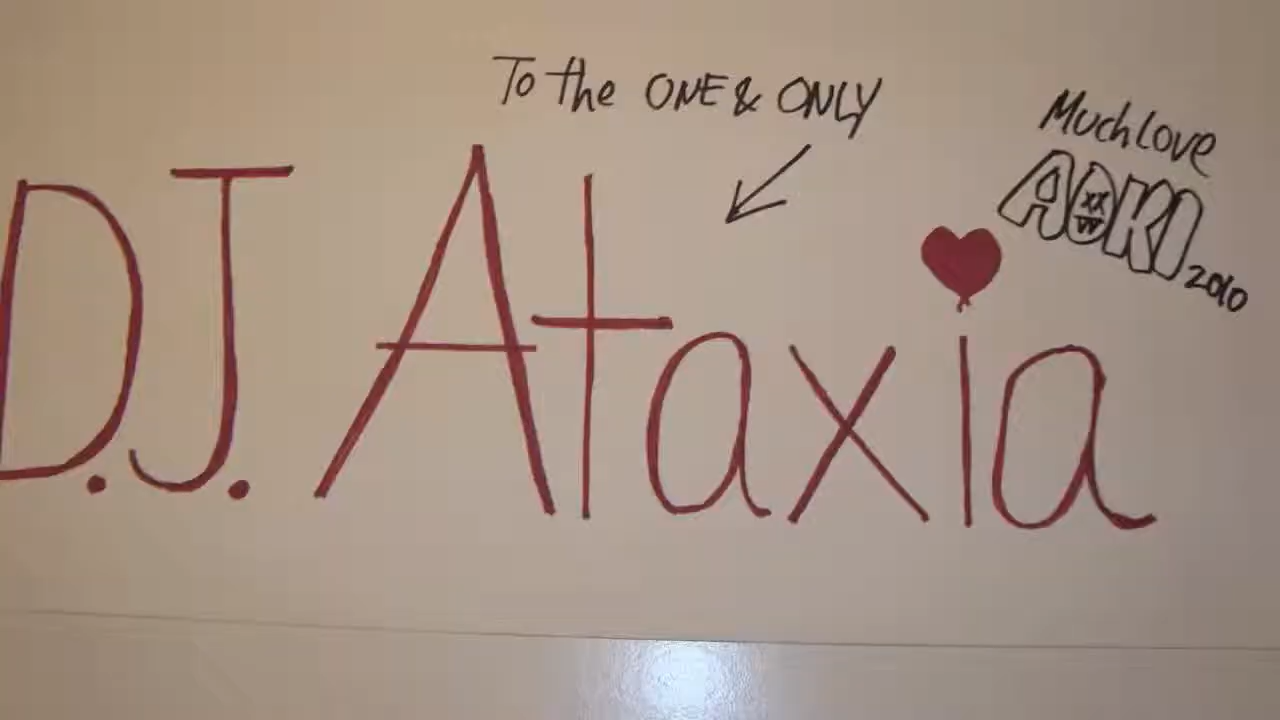 To the ONE & ONLY
Much Love
AOKI
2010
D.J. Ataxia